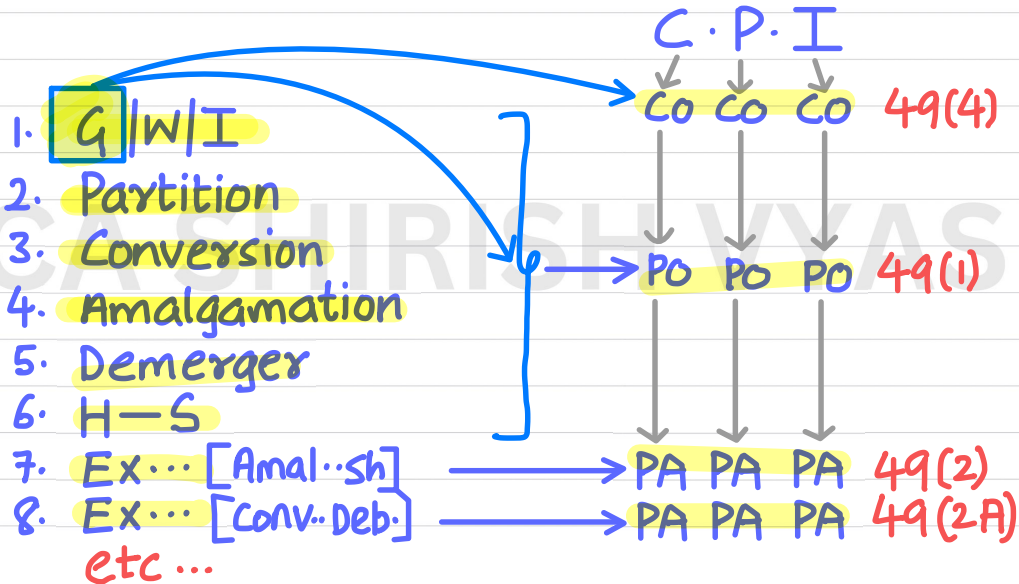 C . P . I
1. G|W|I CO CO CO 49(4)
2. Partition
CA SHIRISH VYAS
3. Conversion PO PO PO 49(1)
4. Amalgamation
5. Demerger
6. H—S
7. Ex... [Amal..sh] PA PA PA 49(2)
8. Ex... [Conv..Deb.] PA PA PA 49(2A)
etc ...